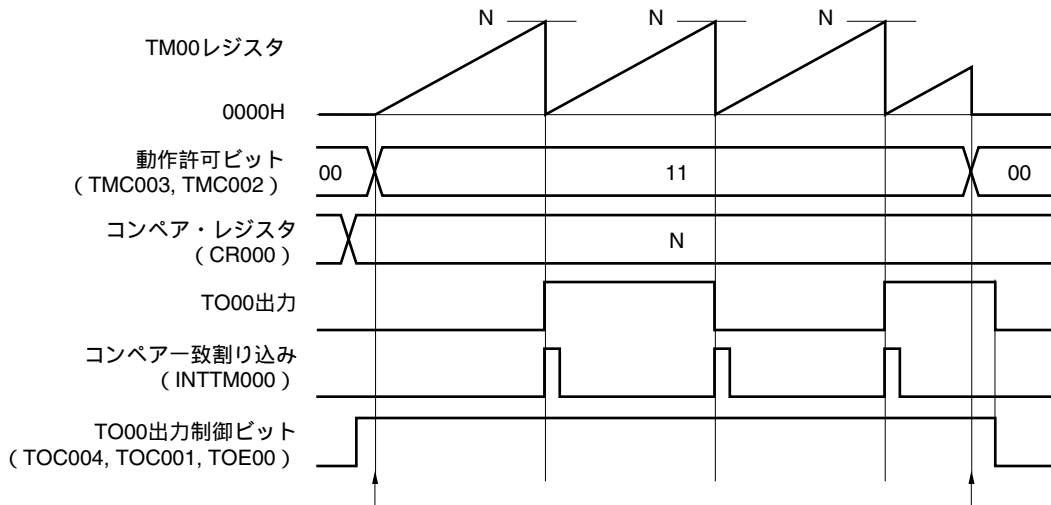 N N N
TM00レジスタ
0000H
動作許可ビット
（TMC003, TMC002）
00 11 00
コンペア・レジスタ
（CR000）
N
TO00出力
コンペア一致割り込み
（INTTM000）
TO00出力制御ビット
（TOC004, TOC001, TOE00）